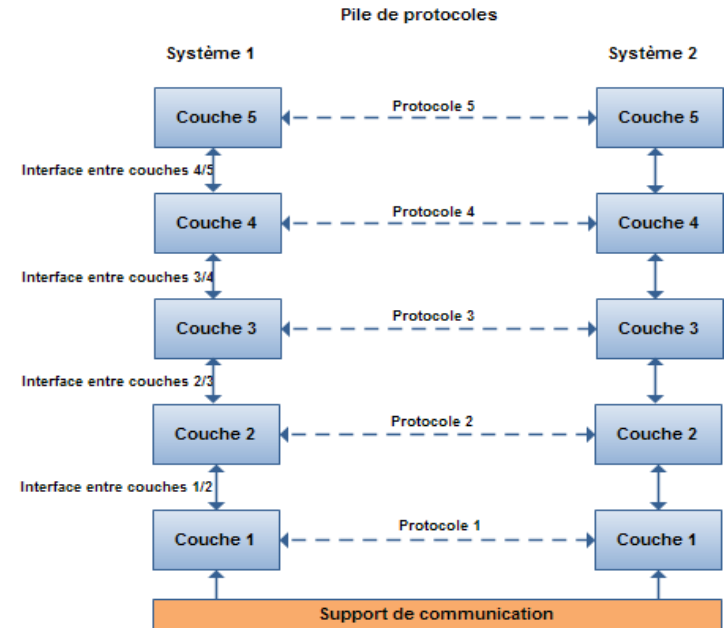 Pile de protocoles
Système 1
Système 2
Couche 5
Protocole 5
Couche 5
Interface entre couches 4/5
Couche 4
Protocole 4
Couche 4
Interface entre couches 3/4
Couche 3
Protocole 3
Couche 3
Interface entre couches 2/3
Couche 2
Protocole 2
Couche 2
Interface entre couches 1/2
Couche 1
Protocole 1
Couche 1
Support de communication